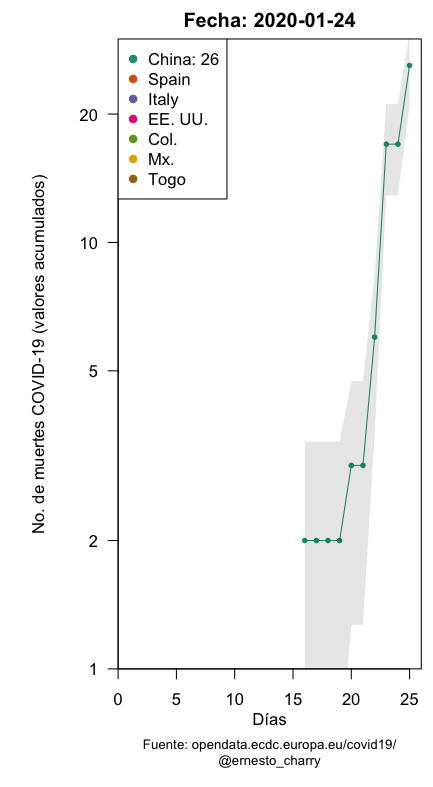 Fecha: 2020-01-24
China: 26
Spain
Italy
EE. UU.
Col.
Mx.
Togo
No. de muertes COVID-19 (valores acumulados)
20
10
5
2
1
0 5 10 15 20 25
Días
Fuente: opendata.ecdc.europa.eu/covid19/
@ernesto_charry